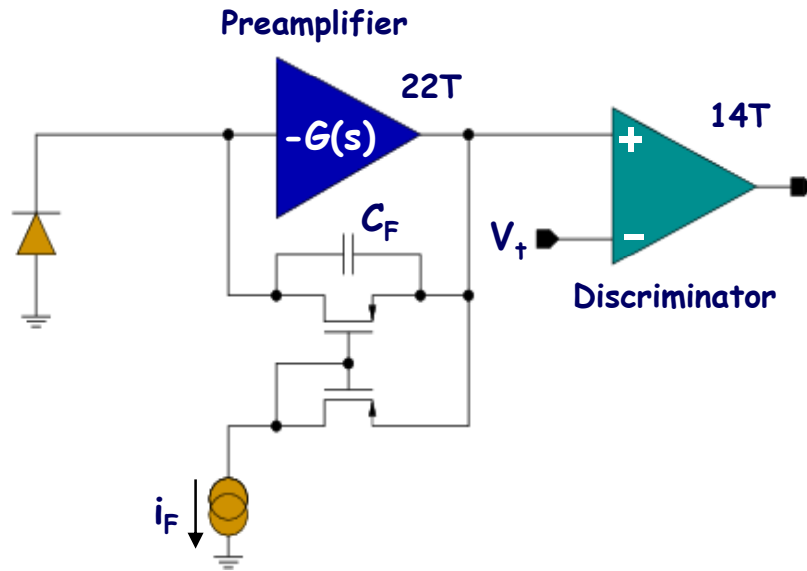 Preamplifier
22T
-G(s)
14T
+
C_F
V_t
−
Discriminator
i_F